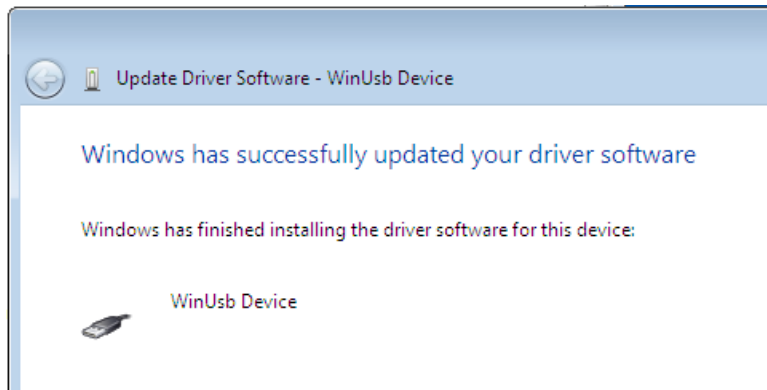 Update Driver Software - WinUsb Device
Windows has successfully updated your driver software
Windows has finished installing the driver software for this device:
WinUsb Device